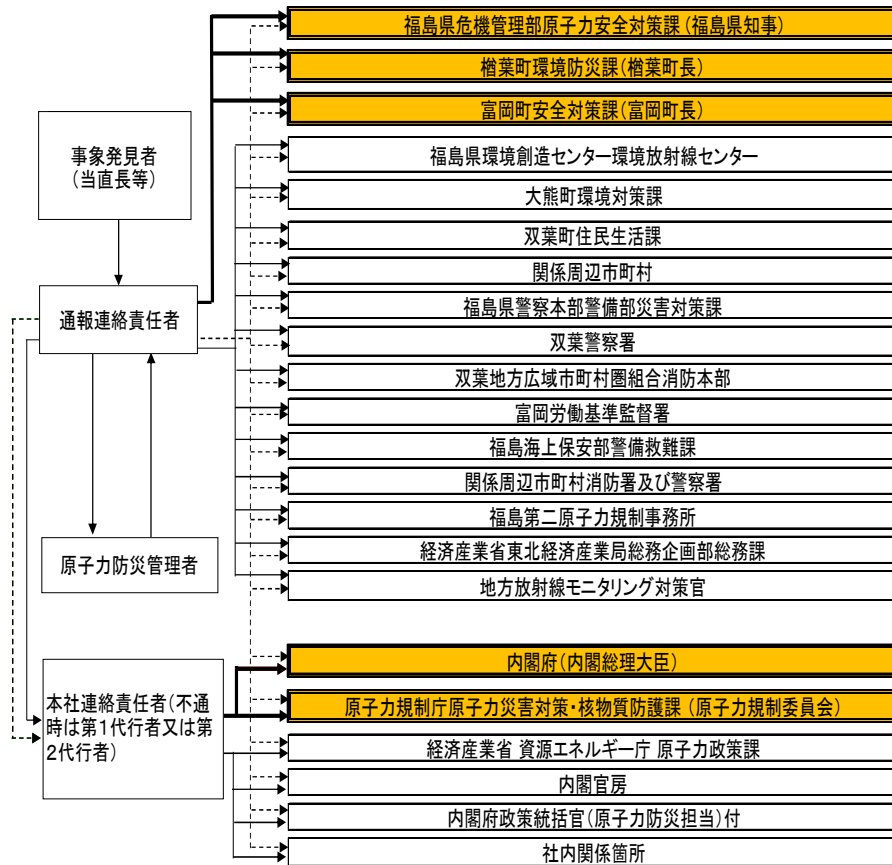 福島県危機管理部原子力安全対策課(福島県知事)
楢葉町環境防災課(楢葉町長)
富岡町安全対策課(富岡町長)
事象発見者
(当直長等)
福島県環境創造センター環境放射線センター
大熊町環境対策課
双葉町住民生活課
関係周辺市町村
通報連絡責任者
福島県警察本部警備部災害対策課
双葉警察署
双葉地方広域市町村圏組合消防本部
富岡労働基準監督署
福島海上保安部警備救難課
関係周辺市町村消防署及び警察署
福島第二原子力規制事務所
原子力防災管理者
経済産業省東北経済産業局総務企画部総務課
地方放射線モニタリング対策官
内閣府(内閣総理大臣)
本社連絡責任者(不通
時は第1代行者又は第
2代行者)
原子力規制庁原子力災害対策・核物質防護課(原子力規制委員会)
経済産業省 資源エネルギー庁 原子力政策課
内閣官房
内閣府政策統括官(原子力防災担当)付
社内関係箇所